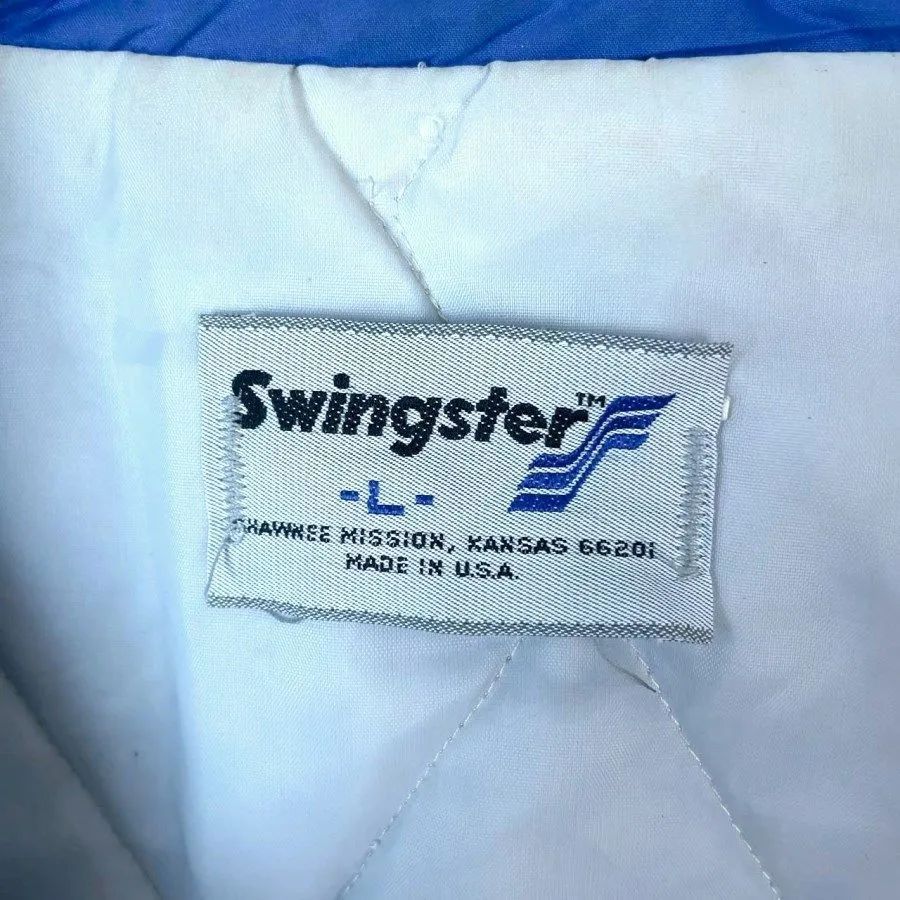 Swingster™
-L-
SHAWNEE MISSION, KANSAS 66201
MADE IN U.S.A.